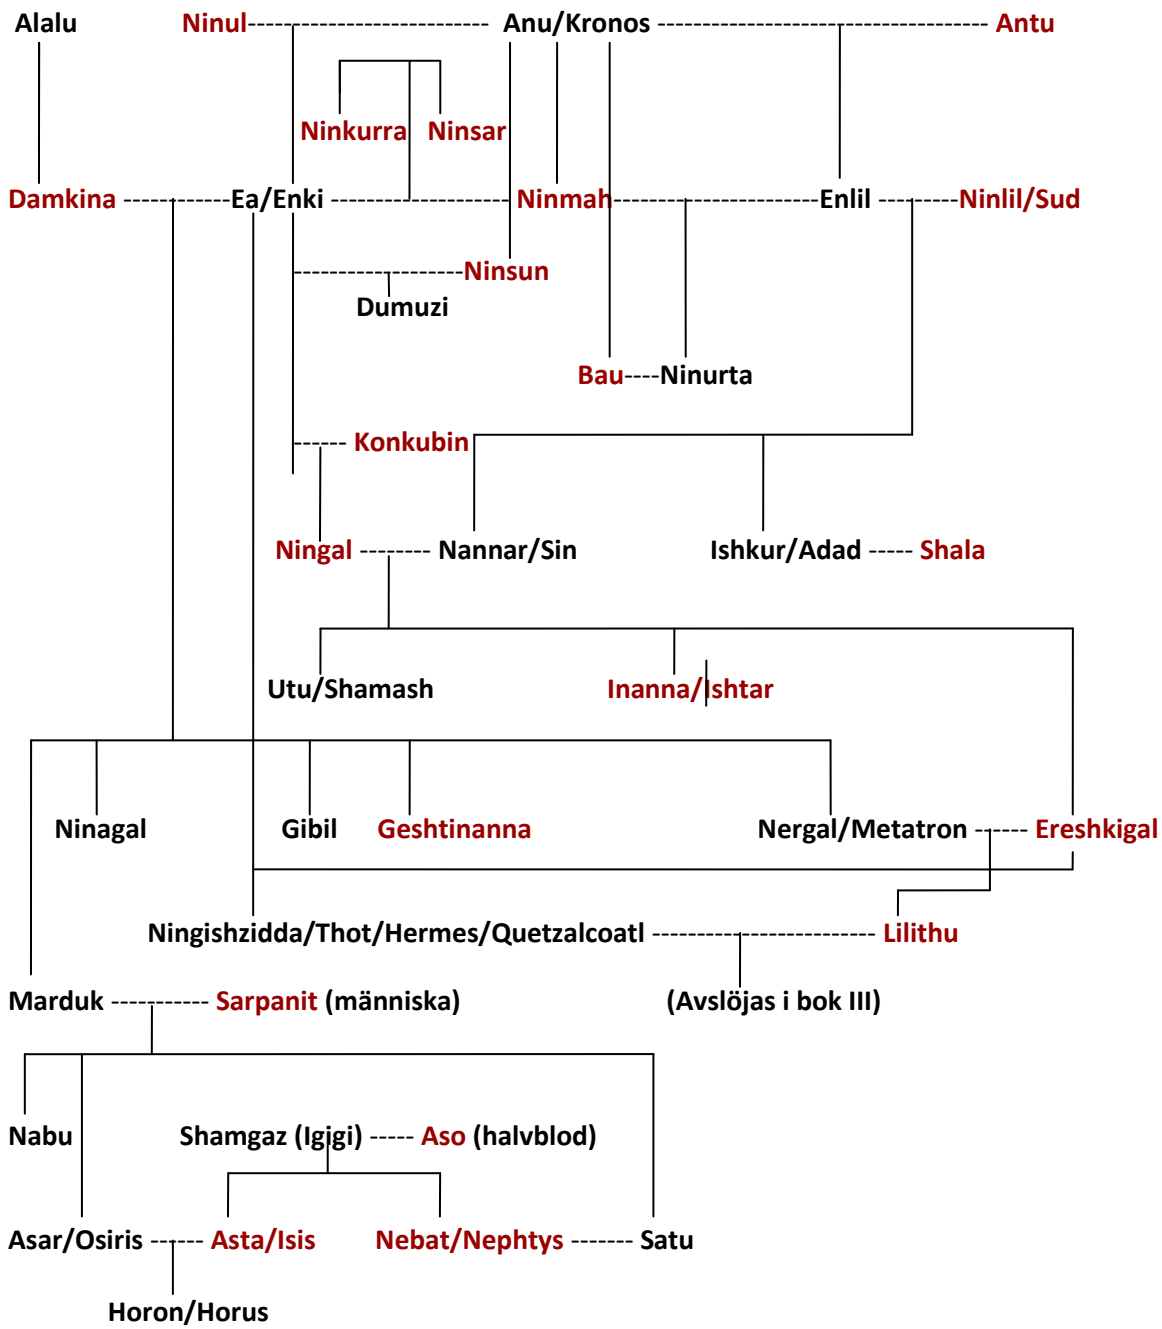 Alalu Ninul Anu/Kronos Antu
Ninkurra Ninsar
Damkina Ea/Enki Ninmah Enlil Ninlil/Sud
Ninsun
Dumuzi
Bau Ninurta
Konkubin
Ningal Nannar/Sin Ishkur/Adad Shala
Utu/Shamash Inanna/Ishtar
Ninagal Gibil Geshtinanna Nergal/Metatron Ereshkigal
Ningishzidda/Thot/Hermes/Quetzalcoatl Lilithu
Marduk Sarpanit (människa) (Avslöjas i bok III)
Nabu Shamgaz (Igigi) Aso (halvblod)
Asar/Osiris Asta/Isis Nebat/Nephtys Satu
Horon/Horus